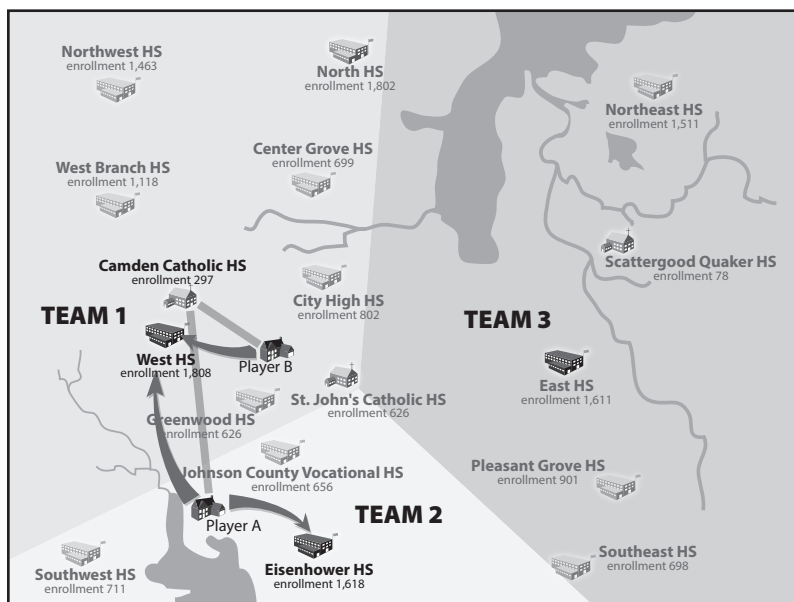 Northwest HS
enrollment 1,463
North HS
enrollment 1,802
Northeast HS
enrollment 1,511
Center Grove HS
enrollment 699
West Branch HS
enrollment 1,118
Camden Catholic HS
enrollment 297
Scattergood Quaker HS
enrollment 78
City High HS
enrollment 802
TEAM 1
TEAM 3
West HS
enrollment 1,808
Player B
East HS
enrollment 1,611
St. John's Catholic HS
enrollment 626
Greenwood HS
enrollment 626
Johnson County Vocational HS
enrollment 656
Pleasant Grove HS
enrollment 901
TEAM 2
Player A
Eisenhower HS
enrollment 1,618
Southwest HS
enrollment 711
Southeast HS
enrollment 698